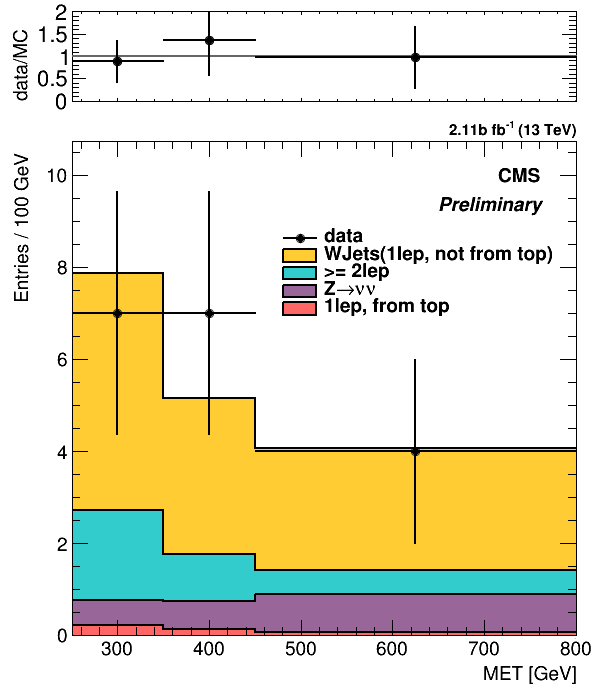 data/MC
2
1.5
1
0.5
0
2.11b fb⁻¹ (13 TeV)
Entries / 100 GeV
10
8
6
4
2
0
CMS
Preliminary
data
WJets(1lep, not from top)
>= 2lep
Z→νν
1lep, from top
300 400 500 600 700 800
MET [GeV]